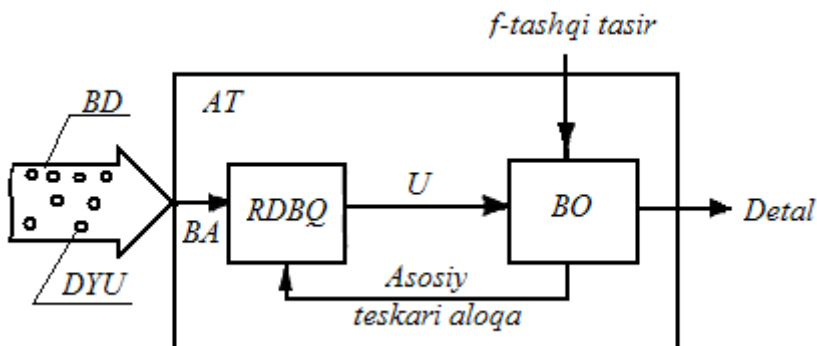 f-tashqi tasir
BD
AT
U
RDBQ
BO
Detal
BA
DYU
Asosiy
teskari aloqa